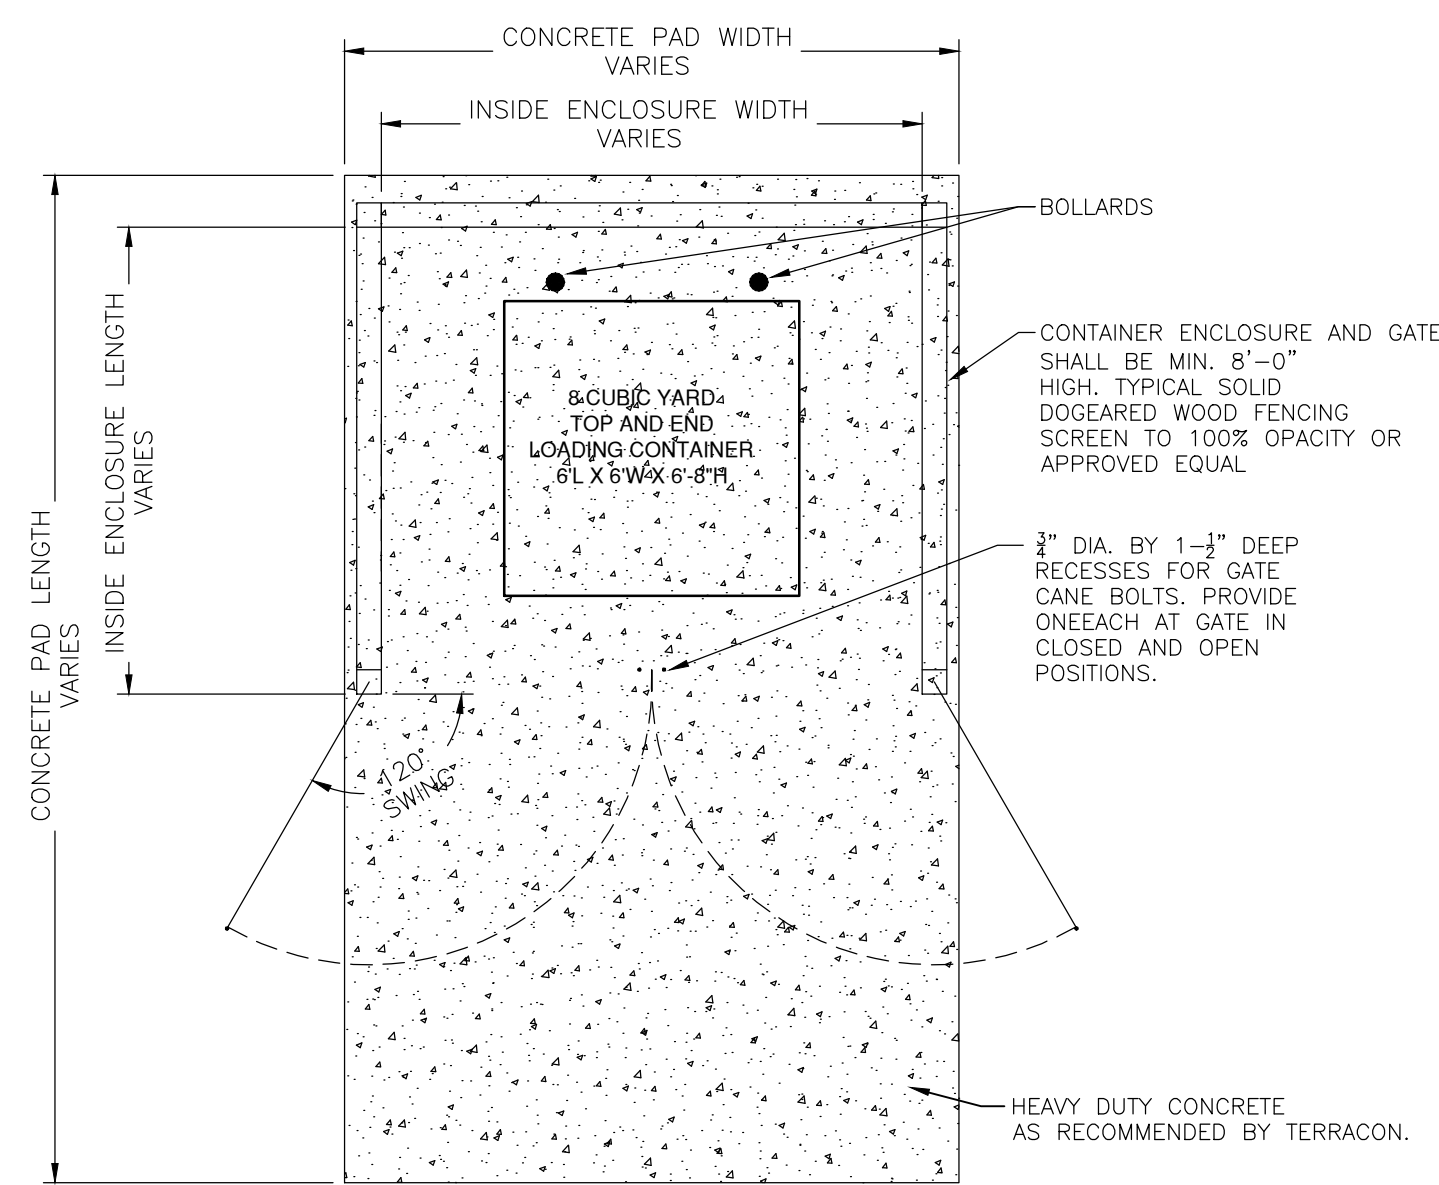 CONCRETE PAD WIDTH
VARIES
INSIDE ENCLOSURE WIDTH
VARIES
BOLLARDS
CONCRETE PAD LENGTH
VARIES
INSIDE ENCLOSURE LENGTH
VARIES
CONTAINER ENCLOSURE AND GATE
SHALL BE MIN. 8'-0"
HIGH. TYPICAL SOLID
DOGEARED WOOD FENCING
SCREEN TO 100% OPACITY OR
APPROVED EQUAL
8 CUBIC YARD
TOP AND END
LOADING CONTAINER
6'L X 6'W X 6'-8"H
3/4" DIA. BY 1-1/2" DEEP
RECESSES FOR GATE
CANE BOLTS. PROVIDE
ONEEACH AT GATE IN
CLOSED AND OPEN
POSITIONS.
120°
SWING
HEAVY DUTY CONCRETE
AS RECOMMENDED BY TERRACON.